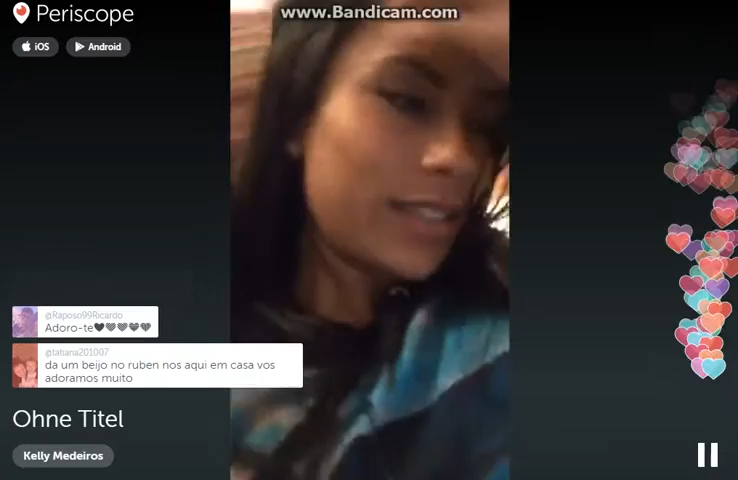 www.Bandicam.com
Periscope
iOS
Android
@Raposo99Ricardo
Adoro-te🖤🖤🖤🖤🖤
@tatiana201007
da um beijo no ruben nos aqui em casa vos
adoramos muito
Ohne Titel
Kelly Medeiros